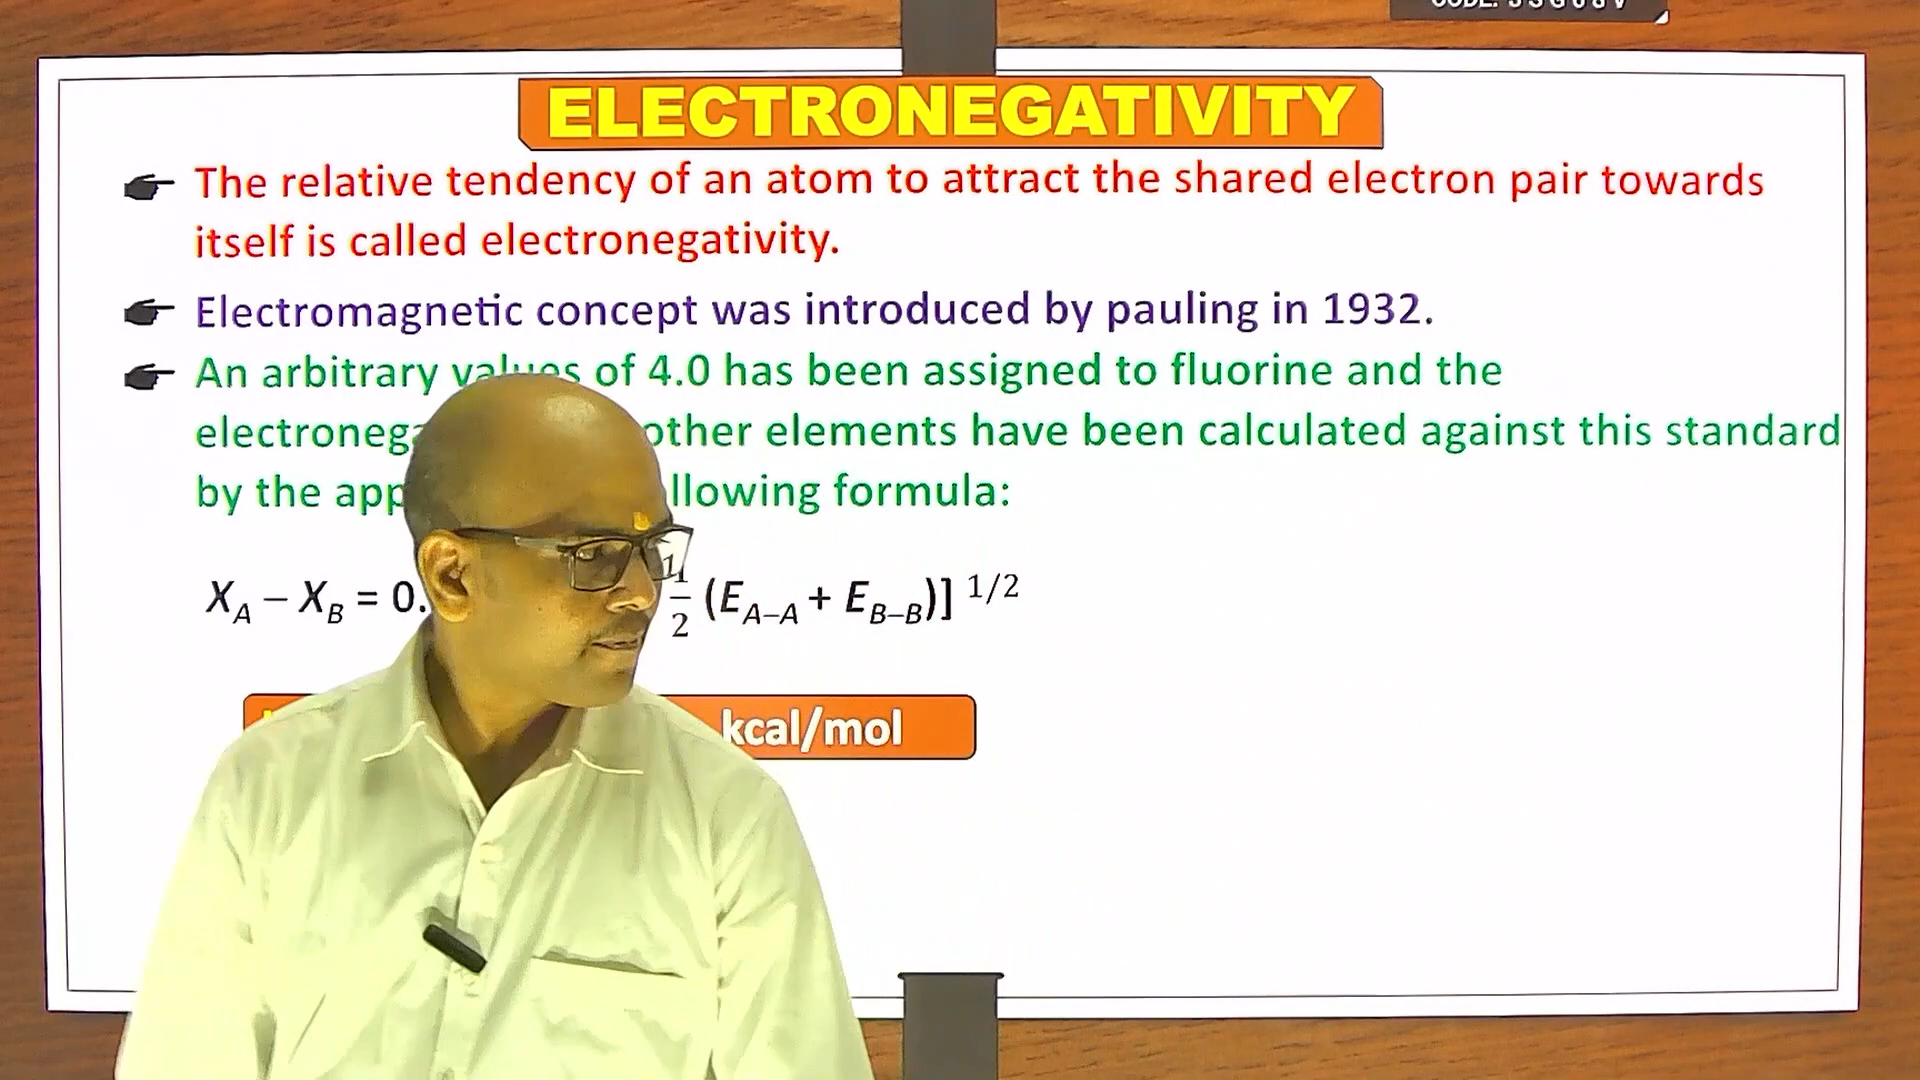 ELECTRONEGATIVITY
The relative tendency of an atom to attract the shared electron pair towards
itself is called electronegativity.
Electromagnetic concept was introduced by pauling in 1932.
An arbitrary values of 4.0 has been assigned to fluorine and the
other elements have been calculated against this standard
by the formula:
X_A – X_B = 0. 1/2 (E_A–A + E_B–B)] 1/2
kcal/mol